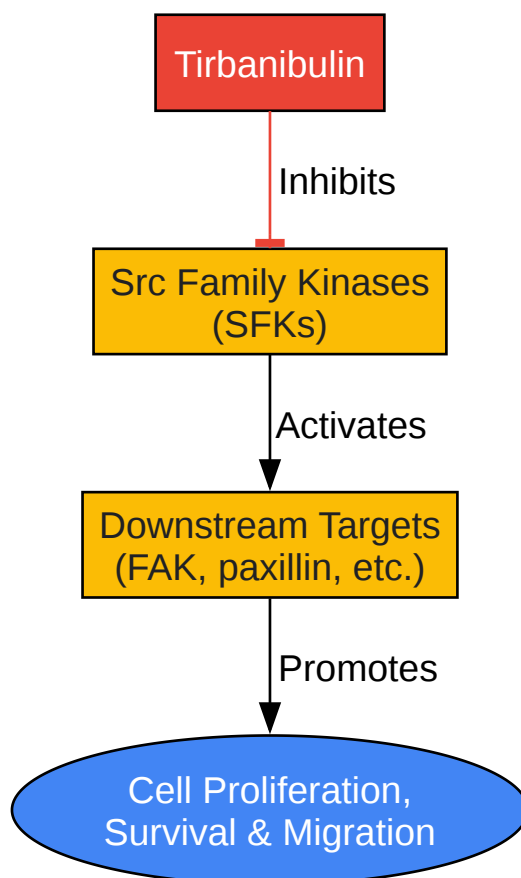 Tirbanibulin
Inhibits
Src Family Kinases
(SFKs)
Activates
Downstream Targets
(FAK, paxillin, etc.)
Promotes
Cell Proliferation,
Survival & Migration